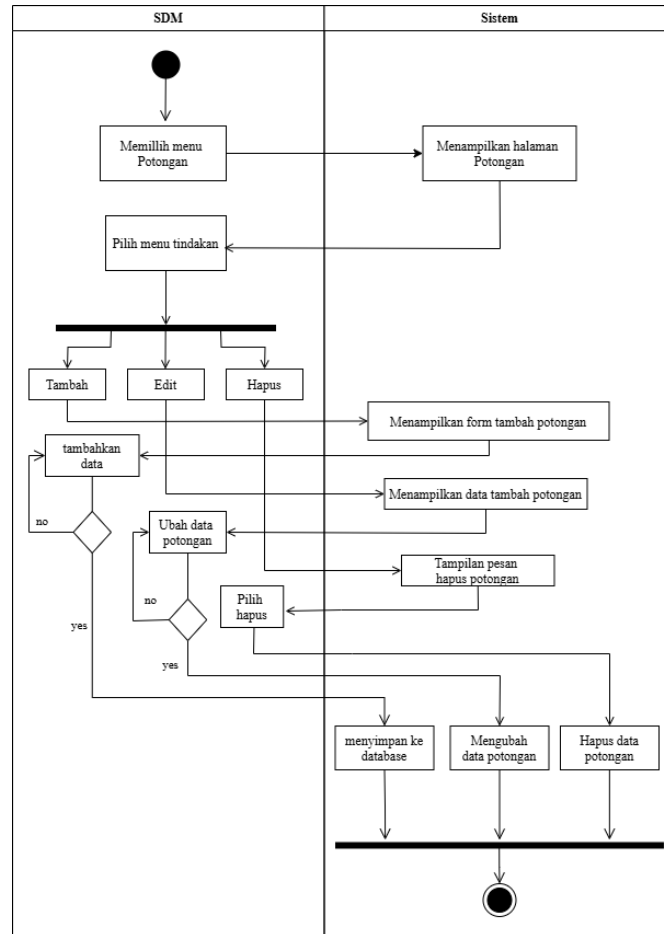 SDM
Sistem
Memillih menu
Potongan
Menampilkan halaman
Potongan
Pilih menu tindakan
Tambah
Edit
Hapus
Menampilkan form tambah potongan
tambahkan
data
Menampilkan data tambah potongan
no
Ubah data
potongan
Tampilan pesan
hapus potongan
no
Pilih
hapus
yes
yes
menyimpan ke
database
Mengubah
data potongan
Hapus data
potongan